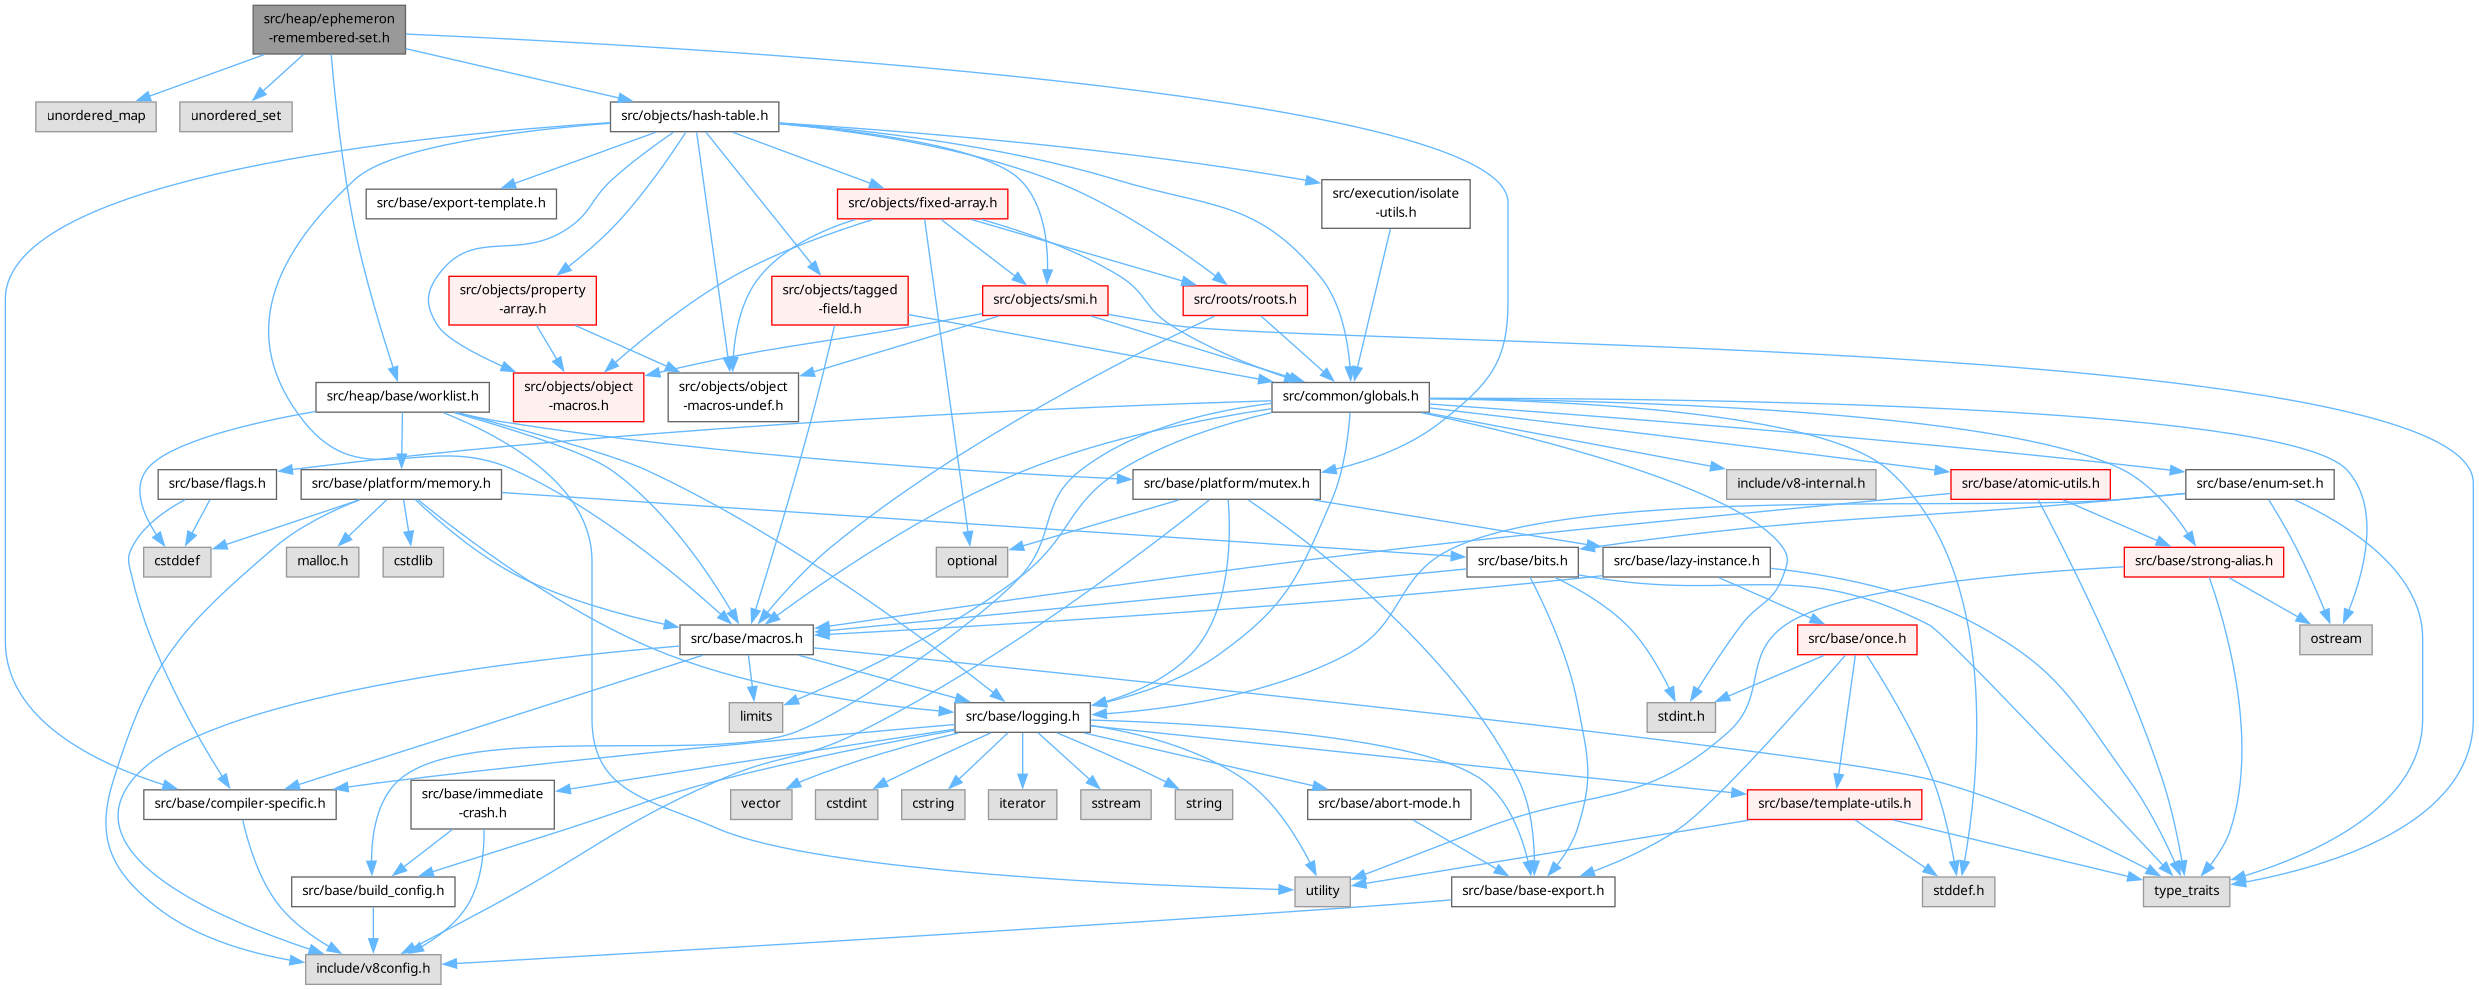 src/heap/ephemeron
-remembered-set.h
unordered_map
unordered_set
src/objects/hash-table.h
src/base/export-template.h
src/objects/fixed-array.h
src/execution/isolate
-utils.h
src/objects/property
-array.h
src/objects/tagged
-field.h
src/objects/smi.h
src/roots/roots.h
src/heap/base/worklist.h
src/objects/object
-macros.h
src/objects/object
-macros-undef.h
src/common/globals.h
src/base/flags.h
src/base/platform/memory.h
src/base/platform/mutex.h
include/v8-internal.h
src/base/atomic-utils.h
src/base/enum-set.h
cstddef
malloc.h
cstdlib
optional
src/base/bits.h
src/base/lazy-instance.h
src/base/strong-alias.h
src/base/macros.h
src/base/once.h
ostream
limits
src/base/logging.h
stdint.h
src/base/compiler-specific.h
src/base/immediate
-crash.h
vector
cstdint
cstring
iterator
sstream
string
src/base/abort-mode.h
src/base/template-utils.h
src/base/build_config.h
utility
src/base/base-export.h
stddef.h
type_traits
include/v8config.h